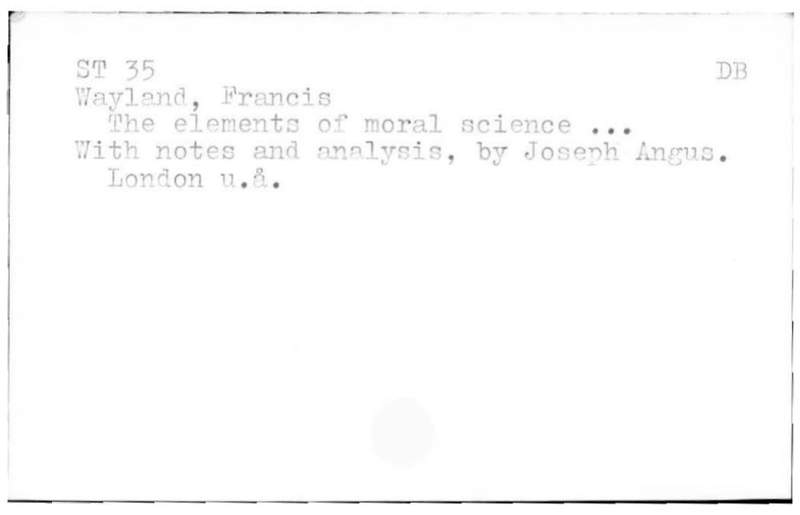 ST 35 DB
Wayland, Francis
The elements of moral science ...
With notes and analysis, by Joseph Angus.
London u.å.